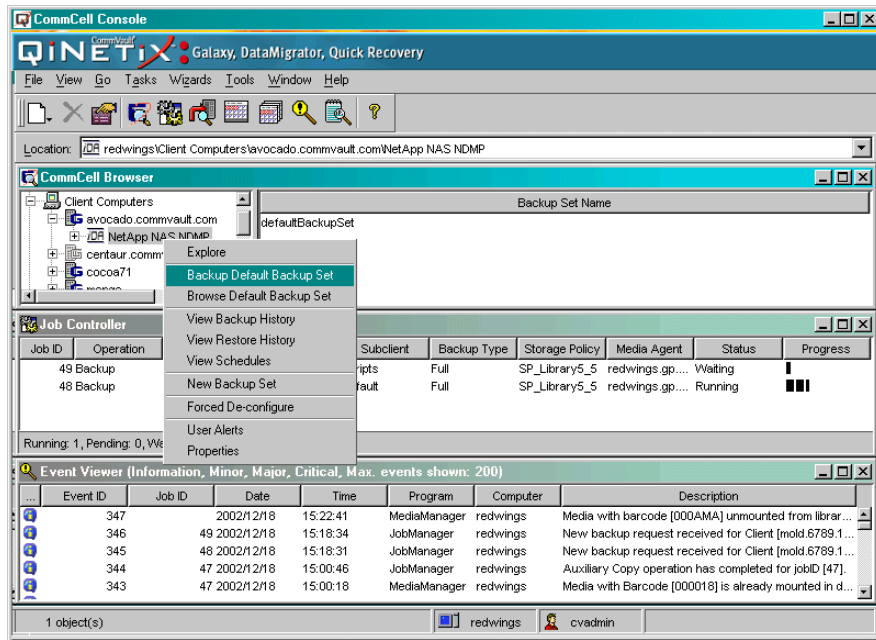 CommCell Console
CommVault
QiNETiX Galaxy, DataMigrator, Quick Recovery
File View Go Tasks Wizards Tools Window Help
Location: iDA redwings\Client Computers\avocado.commvault.com\NetApp NAS NDMP
CommCell Browser
Client Computers
avocado.commvault.com
iDA NetApp NAS NDMP
centaur.comm
cocoa71
Backup Set Name
defaultBackupSet
Explore
Backup Default Backup Set
Browse Default Backup Set
View Backup History
View Restore History
View Schedules
New Backup Set
Forced De-configure
User Alerts
Properties
Job Controller
Job ID Operation Subclient Backup Type Storage Policy Media Agent Status Progress
49 Backup ripts Full SP_Library5_5 redwings.gp.... Waiting
48 Backup fault Full SP_Library5_5 redwings.gp.... Running
Running: 1, Pending: 0, Wa
Event Viewer (Information, Minor, Major, Critical, Max. events shown: 200)
... Event ID Job ID Date Time Program Computer Description
347 2002/12/18 15:22:41 MediaManager redwings Media with barcode [000AMA] unmounted from librar...
346 49 2002/12/18 15:18:34 JobManager redwings New backup request received for Client [mold.6789.1...
345 48 2002/12/18 15:18:31 JobManager redwings New backup request received for Client [mold.6789.1...
344 47 2002/12/18 15:00:46 JobManager redwings Auxiliary Copy operation has completed for jobID [47].
343 47 2002/12/18 15:00:18 MediaManager redwings Media with Barcode [000018] is already mounted in d...
1 object(s) redwings cvadmin